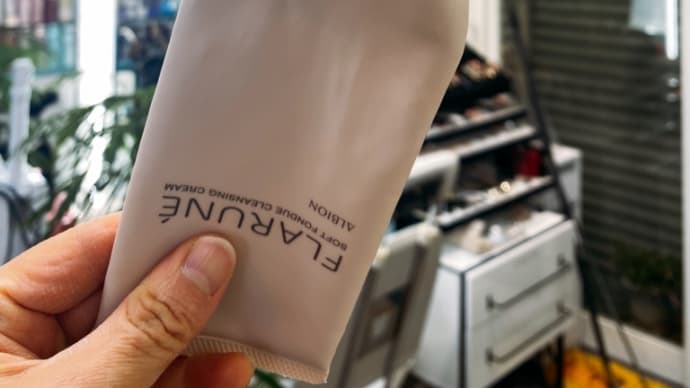 FLARUNÉ
SOFT FONDUE CLEANSING CREAM
ALBION